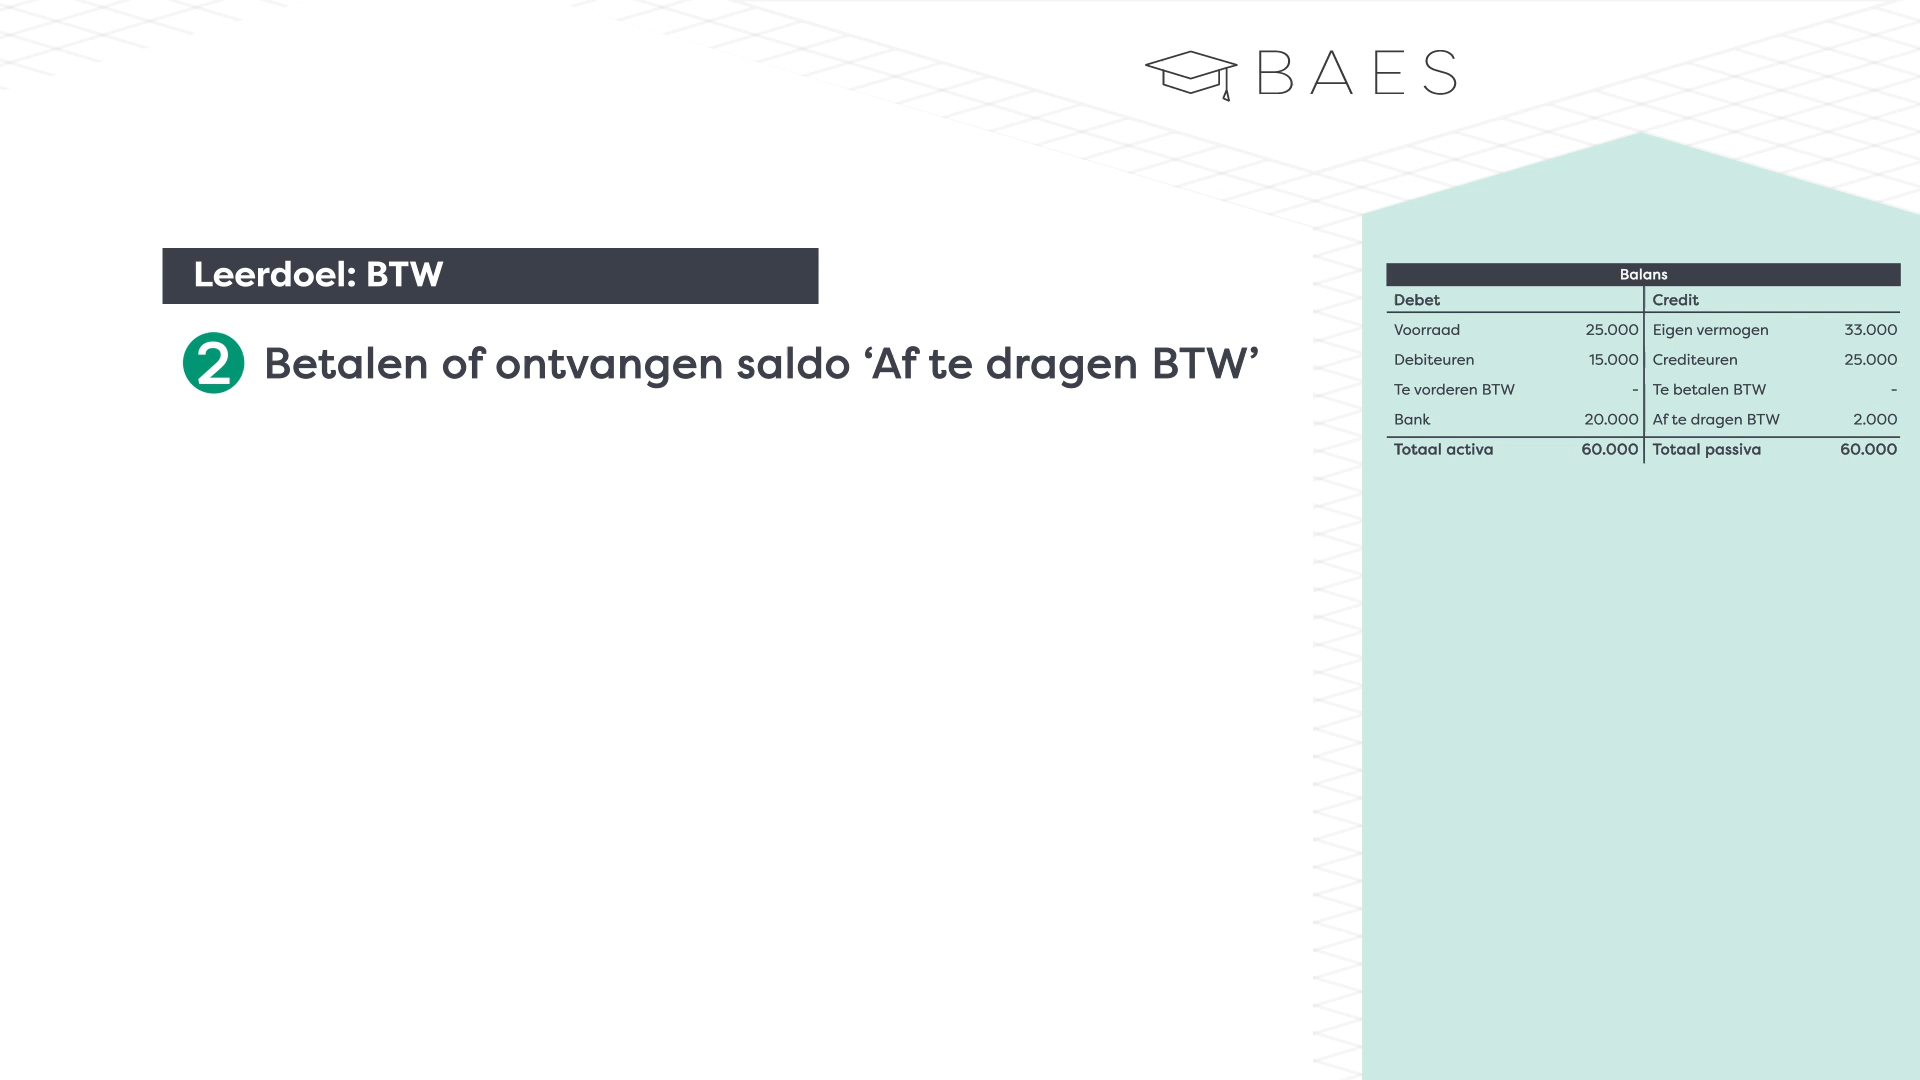 BAES
Leerdoel: BTW
2 Betalen of ontvangen saldo ‘Af te dragen BTW’
Balans
Debet Credit
Voorraad 25.000 Eigen vermogen 33.000
Debiteuren 15.000 Crediteuren 25.000
Te vorderen BTW - Te betalen BTW -
Bank 20.000 Af te dragen BTW 2.000
Totaal activa 60.000 Totaal passiva 60.000